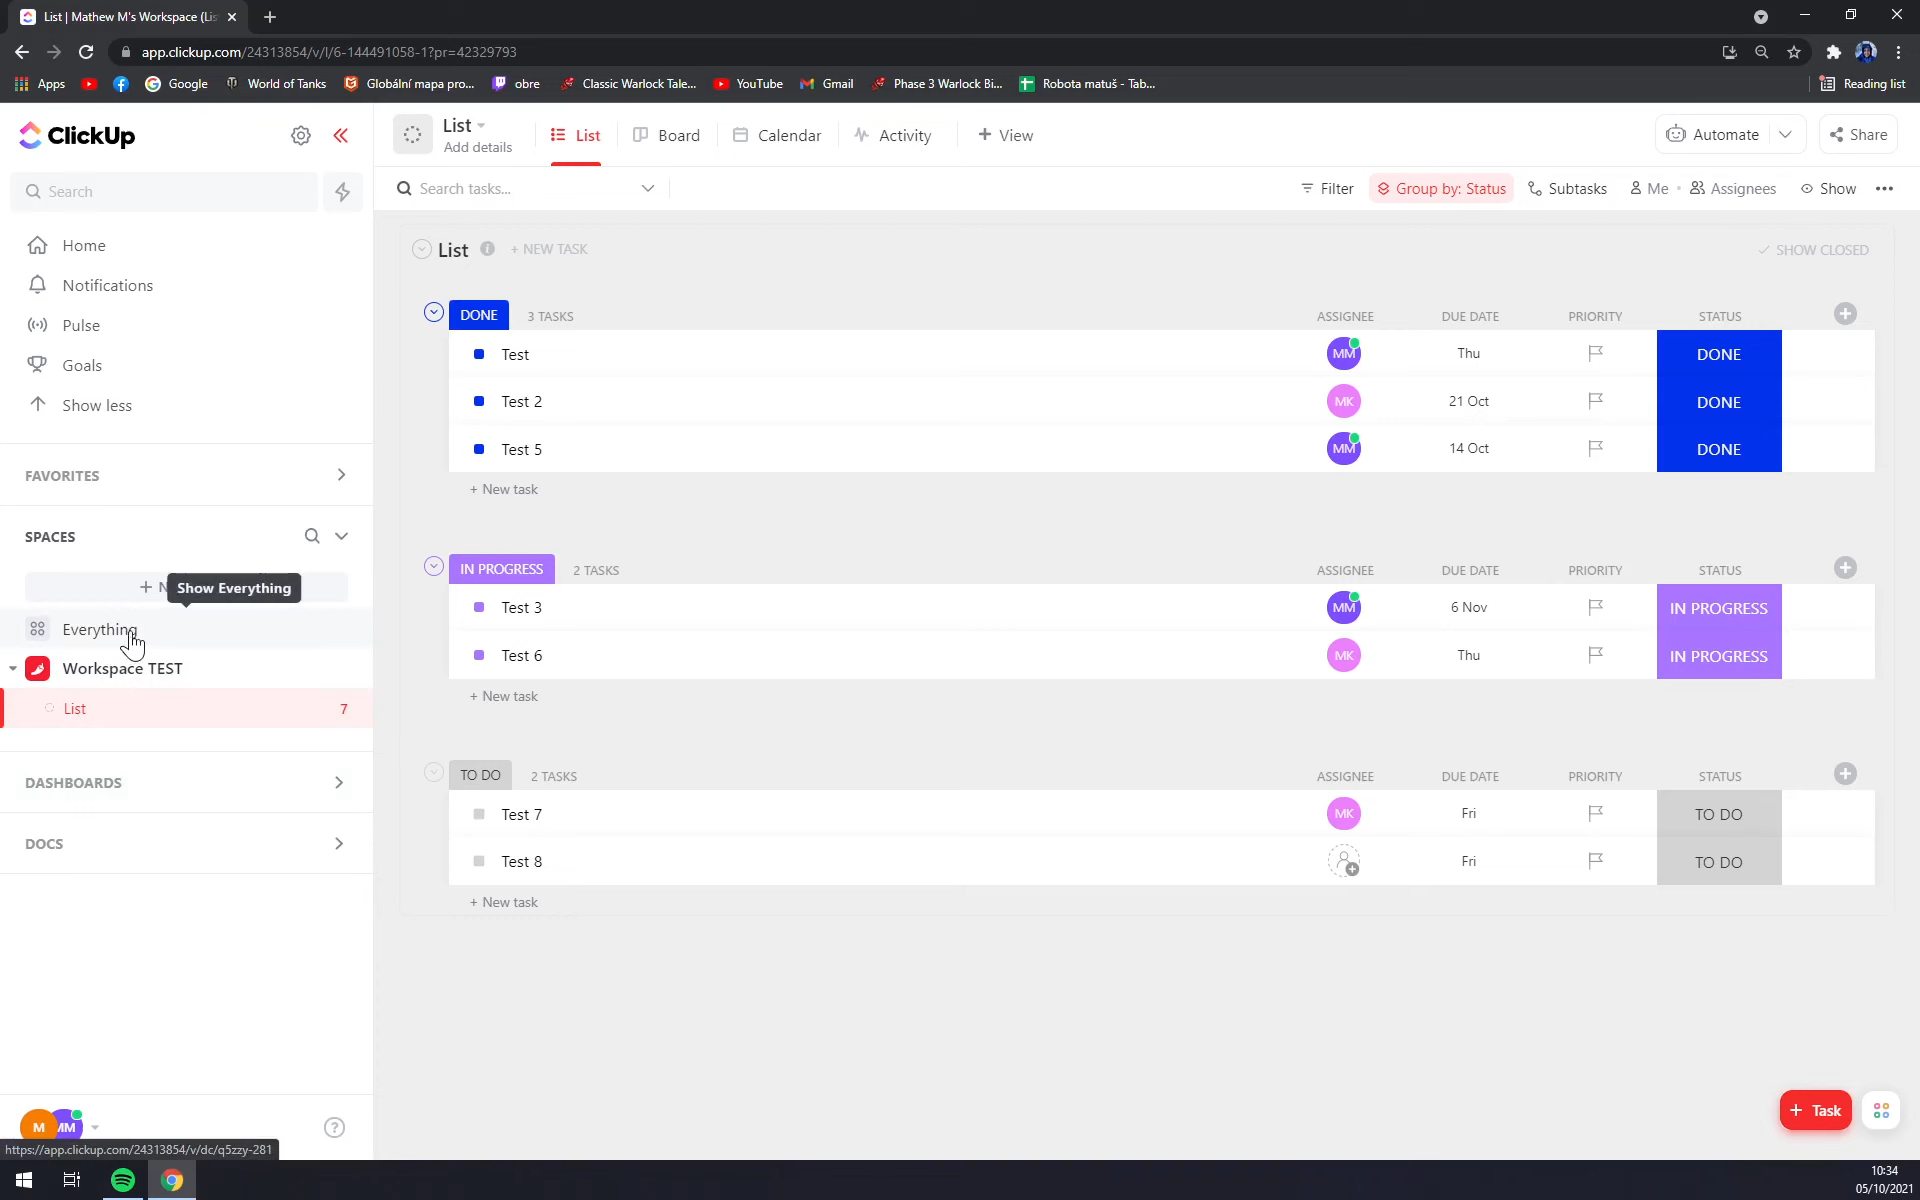 List | Mathew M's Workspace (Lis
app.clickup.com/24313854/v/l/6-144491058-1?pr=42329793
Apps
Google
World of Tanks
Globální mapa pro...
obre
Classic Warlock Tale...
YouTube
Gmail
Phase 3 Warlock Bi...
Robota matuš - Tab...
Reading list
ClickUp
Search
Home
Notifications
Pulse
Goals
Show less
FAVORITES
SPACES
+ N
Show Everything
Everything
Workspace TEST
List 7
DASHBOARDS
DOCS
M MM
https://app.clickup.com/24313854/v/dc/q5zzy-281
List
Add details
List
Board
Calendar
Activity
+ View
Automate
Share
Search tasks...
Filter
Group by: Status
Subtasks
Me
Assignees
Show
List
+ NEW TASK
SHOW CLOSED
DONE 3 TASKS ASSIGNEE DUE DATE PRIORITY STATUS
Test MM Thu DONE
Test 2 MK 21 Oct DONE
Test 5 MM 14 Oct DONE
+ New task
IN PROGRESS 2 TASKS ASSIGNEE DUE DATE PRIORITY STATUS
Test 3 MM 6 Nov IN PROGRESS
Test 6 MK Thu IN PROGRESS
+ New task
TO DO 2 TASKS ASSIGNEE DUE DATE PRIORITY STATUS
Test 7 MK Fri TO DO
Test 8 Fri TO DO
+ New task
+ Task
10:34
05/10/2021